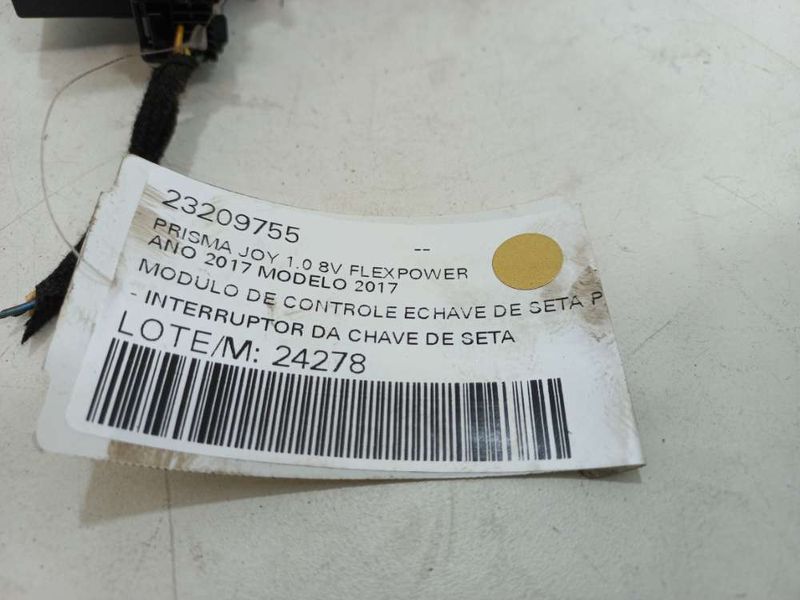 23209755 --
PRISMA JOY 1.0 8V FLEXPOWER
ANO 2017 MODELO 2017
MODULO DE CONTROLE ECHAVE DE SETA P
- INTERRUPTOR DA CHAVE DE SETA
LOTE/M: 24278